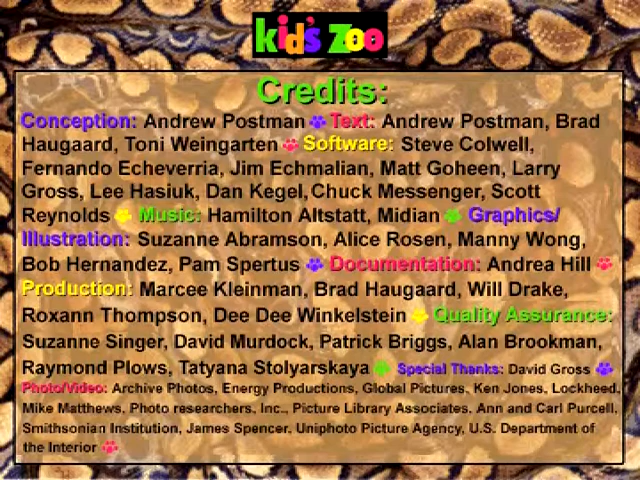 kid's Zoo
Credits:
Conception: Andrew Postman Text: Andrew Postman, Brad
Haugaard, Toni Weingarten Software: Steve Colwell,
Fernando Echeverria, Jim Echmalian, Matt Goheen, Larry
Gross, Lee Hasiuk, Dan Kegel, Chuck Messenger, Scott
Reynolds Music: Hamilton Altstatt, Midian Graphics/
Illustration: Suzanne Abramson, Alice Rosen, Manny Wong,
Bob Hernandez, Pam Spertus Documentation: Andrea Hill
Production: Marcee Kleinman, Brad Haugaard, Will Drake,
Roxann Thompson, Dee Dee Winkelstein Quality Assurance:
Suzanne Singer, David Murdock, Patrick Briggs, Alan Brookman,
Raymond Plows, Tatyana Stolyarskaya Special Thanks: David Gross
Photo/Video: Archive Photos, Energy Productions, Global Pictures, Ken Jones, Lockheed,
Mike Matthews, Photo researchers, Inc., Picture Library Associates, Ann and Carl Purcell,
Smithsonian Institution, James Spencer, Uniphoto Picture Agency, U.S. Department of
the Interior